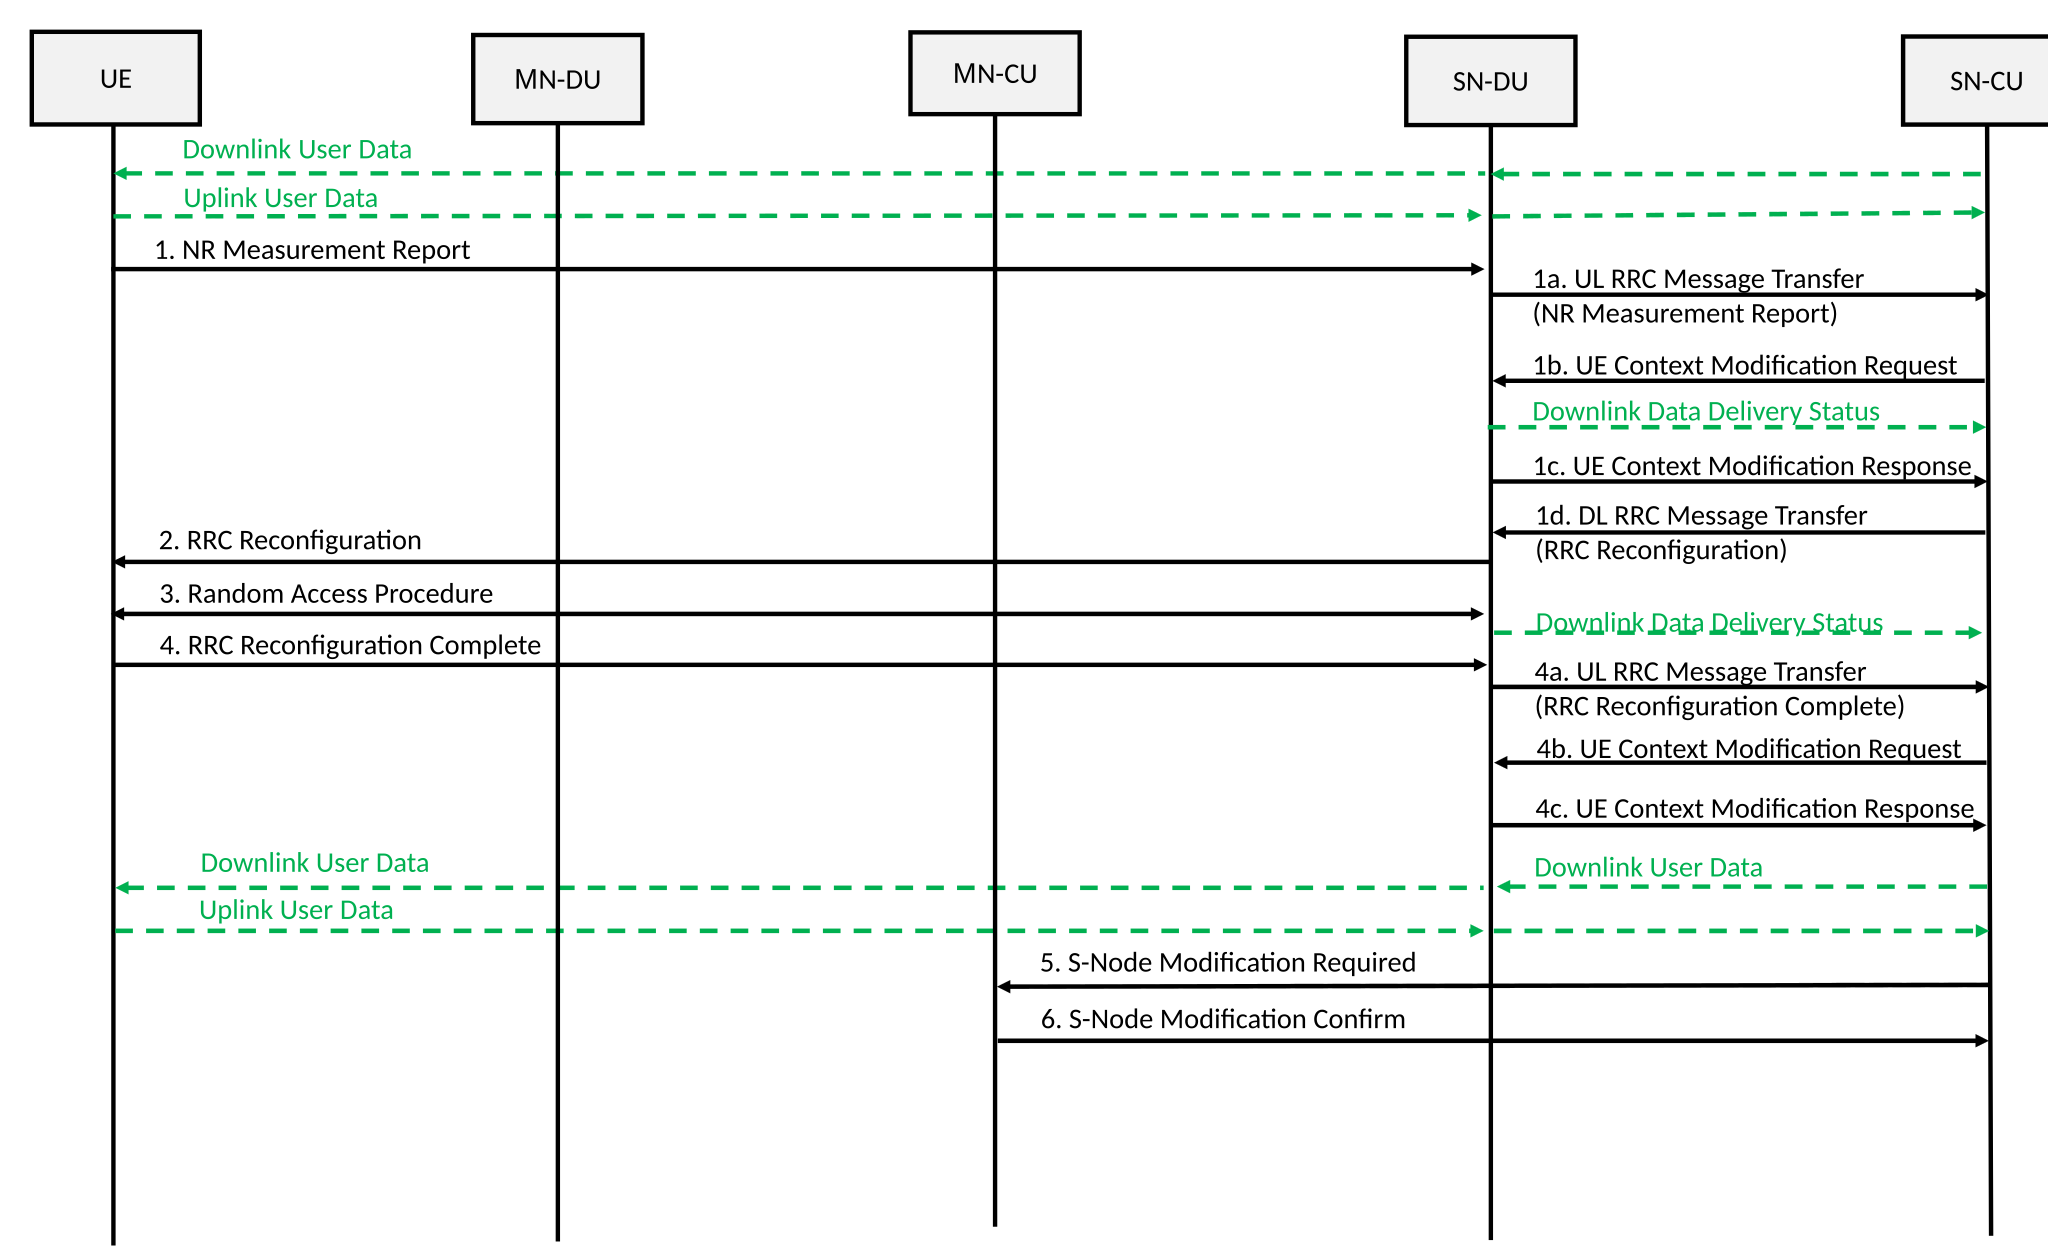 UE
MN-DU
MN-CU
SN-DU
SN-CU
Downlink User Data
Uplink User Data
1. NR Measurement Report
1a. UL RRC Message Transfer
(NR Measurement Report)
1b. UE Context Modification Request
Downlink Data Delivery Status
1c. UE Context Modification Response
1d. DL RRC Message Transfer
(RRC Reconfiguration)
2. RRC Reconfiguration
3. Random Access Procedure
Downlink Data Delivery Status
4. RRC Reconfiguration Complete
4a. UL RRC Message Transfer
(RRC Reconfiguration Complete)
4b. UE Context Modification Request
4c. UE Context Modification Response
Downlink User Data
Downlink User Data
Uplink User Data
5. S-Node Modification Required
6. S-Node Modification Confirm